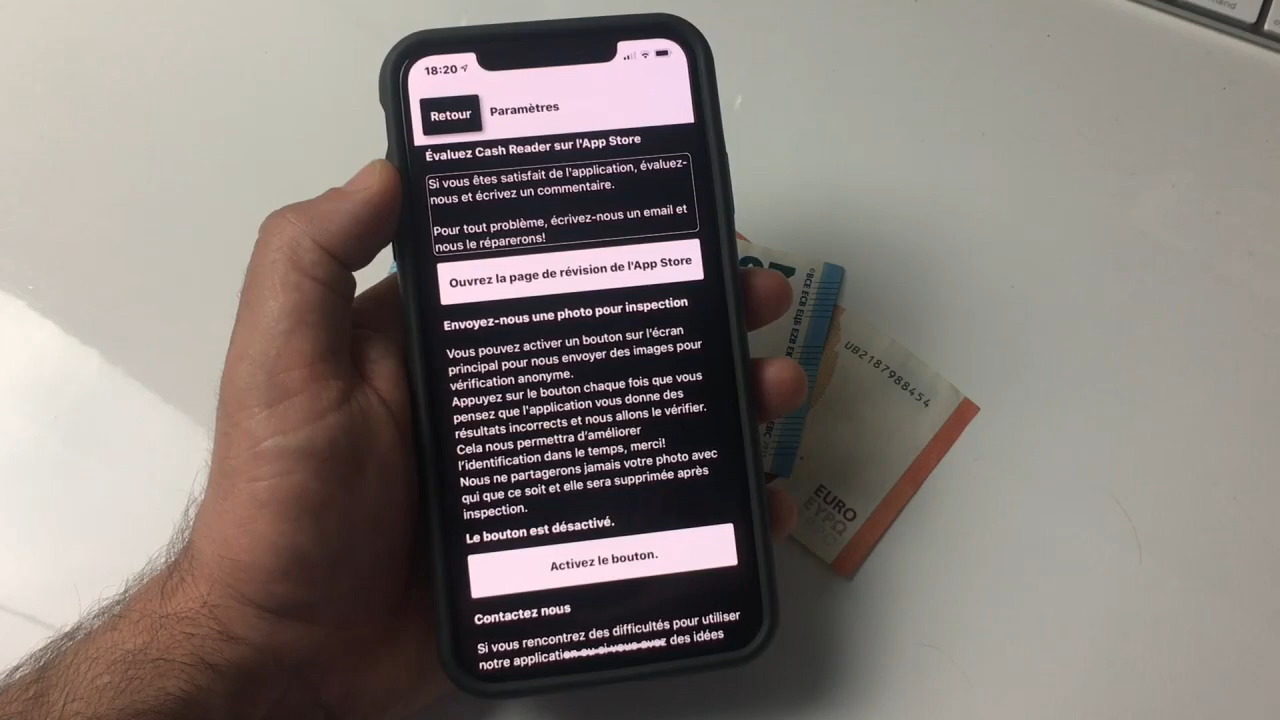 18:20
Retour
Paramètres
Évaluez Cash Reader sur l'App Store
Si vous êtes satisfait de l'application, évaluez-
nous et écrivez un commentaire.
Pour tout problème, écrivez-nous un email et
nous le réparerons!
Ouvrez la page de révision de l'App Store
Envoyez-nous une photo pour inspection
Vous pouvez activer un bouton sur l'écran
principal pour nous envoyer des images pour
vérification anonyme.
Appuyez sur le bouton chaque fois que vous
pensez que l'application vous donne des
résultats incorrects et nous allons le vérifier.
Cela nous permettra d'améliorer
l'identification dans le temps, merci!
Nous ne partagerons jamais votre photo avec
qui que ce soit et elle sera supprimée après
inspection.
Le bouton est désactivé.
Activez le bouton.
Contactez nous
Si vous rencontrez des difficultés pour utiliser
notre application ou si vous avez des idées
BCE ECB
UB2187988454
EURO
ΕΥΡΩ